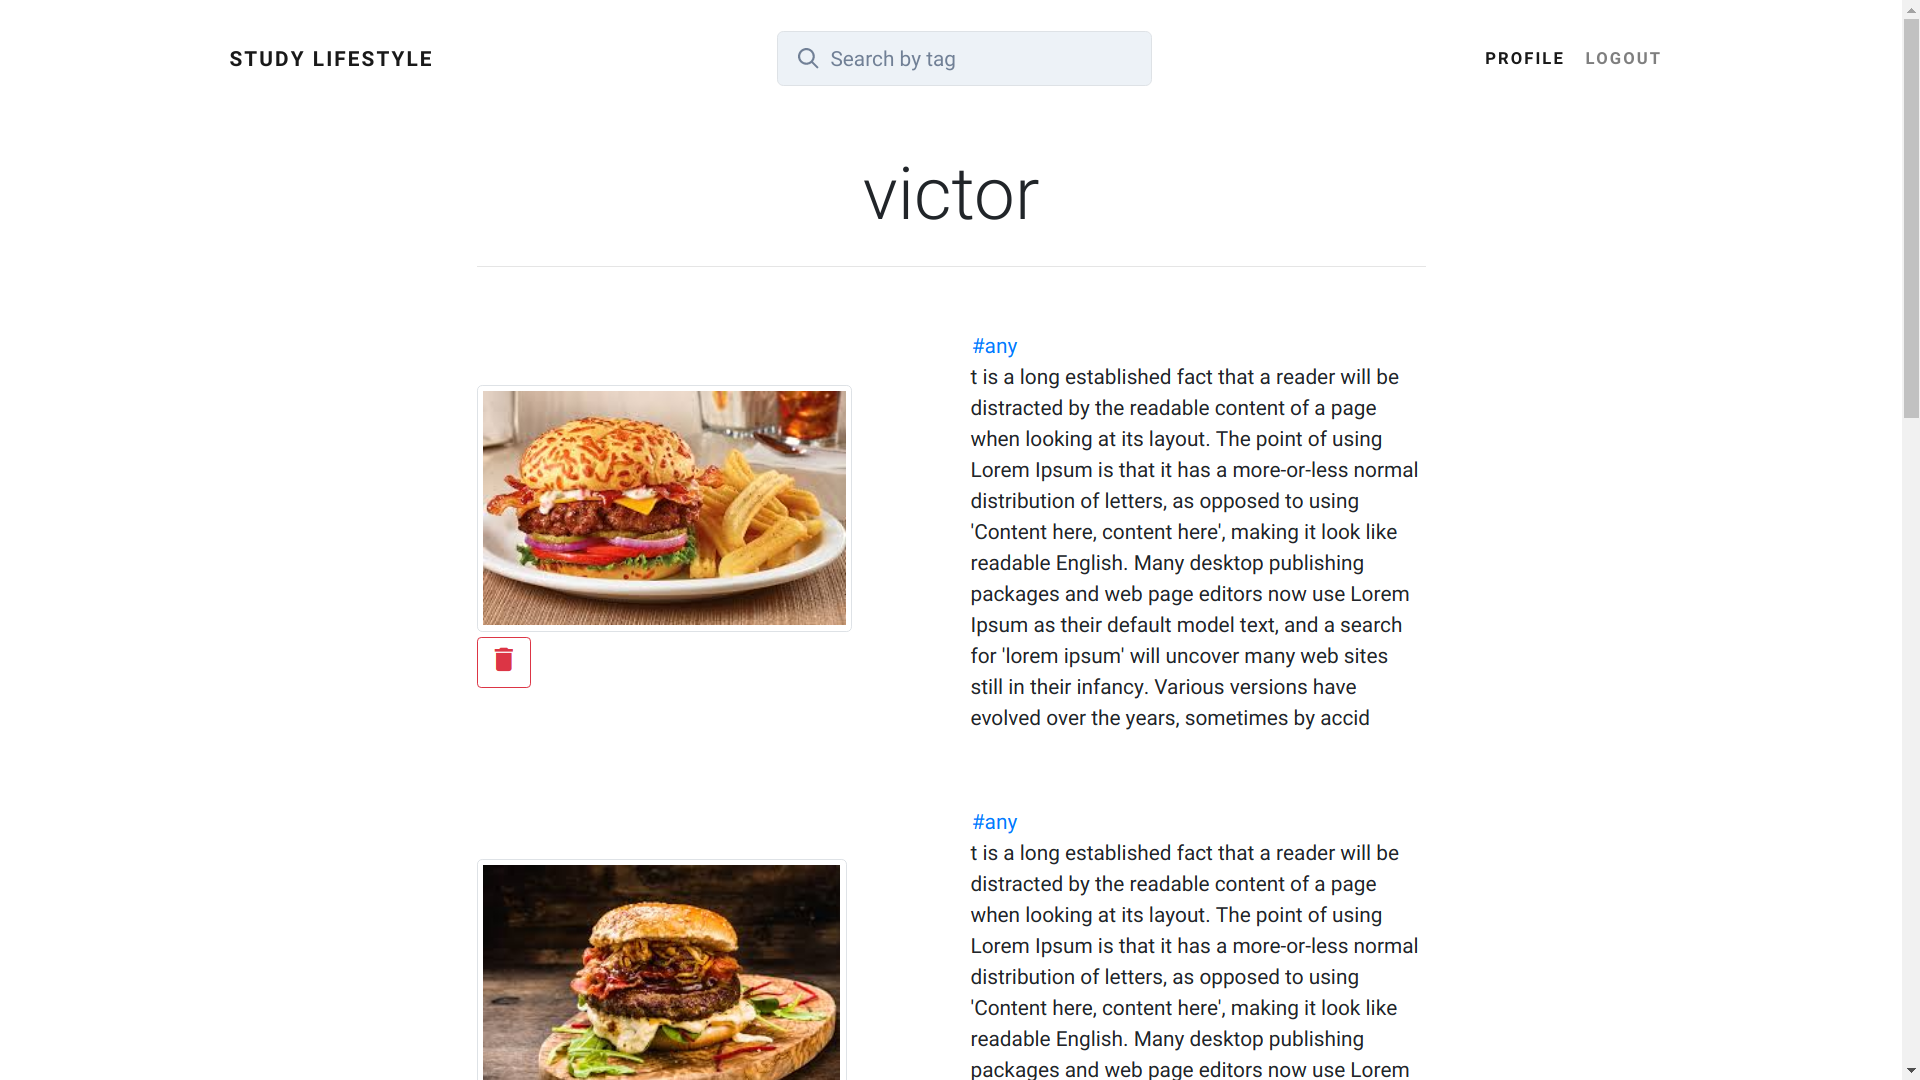 STUDY LIFESTYLE
Search by tag
PROFILE LOGOUT
victor
#any
t is a long established fact that a reader will be
distracted by the readable content of a page
when looking at its layout. The point of using
Lorem Ipsum is that it has a more-or-less normal
distribution of letters, as opposed to using
'Content here, content here', making it look like
readable English. Many desktop publishing
packages and web page editors now use Lorem
Ipsum as their default model text, and a search
for 'lorem ipsum' will uncover many web sites
still in their infancy. Various versions have
evolved over the years, sometimes by accid
#any
t is a long established fact that a reader will be
distracted by the readable content of a page
when looking at its layout. The point of using
Lorem Ipsum is that it has a more-or-less normal
distribution of letters, as opposed to using
'Content here, content here', making it look like
readable English. Many desktop publishing
packages and web page editors now use Lorem